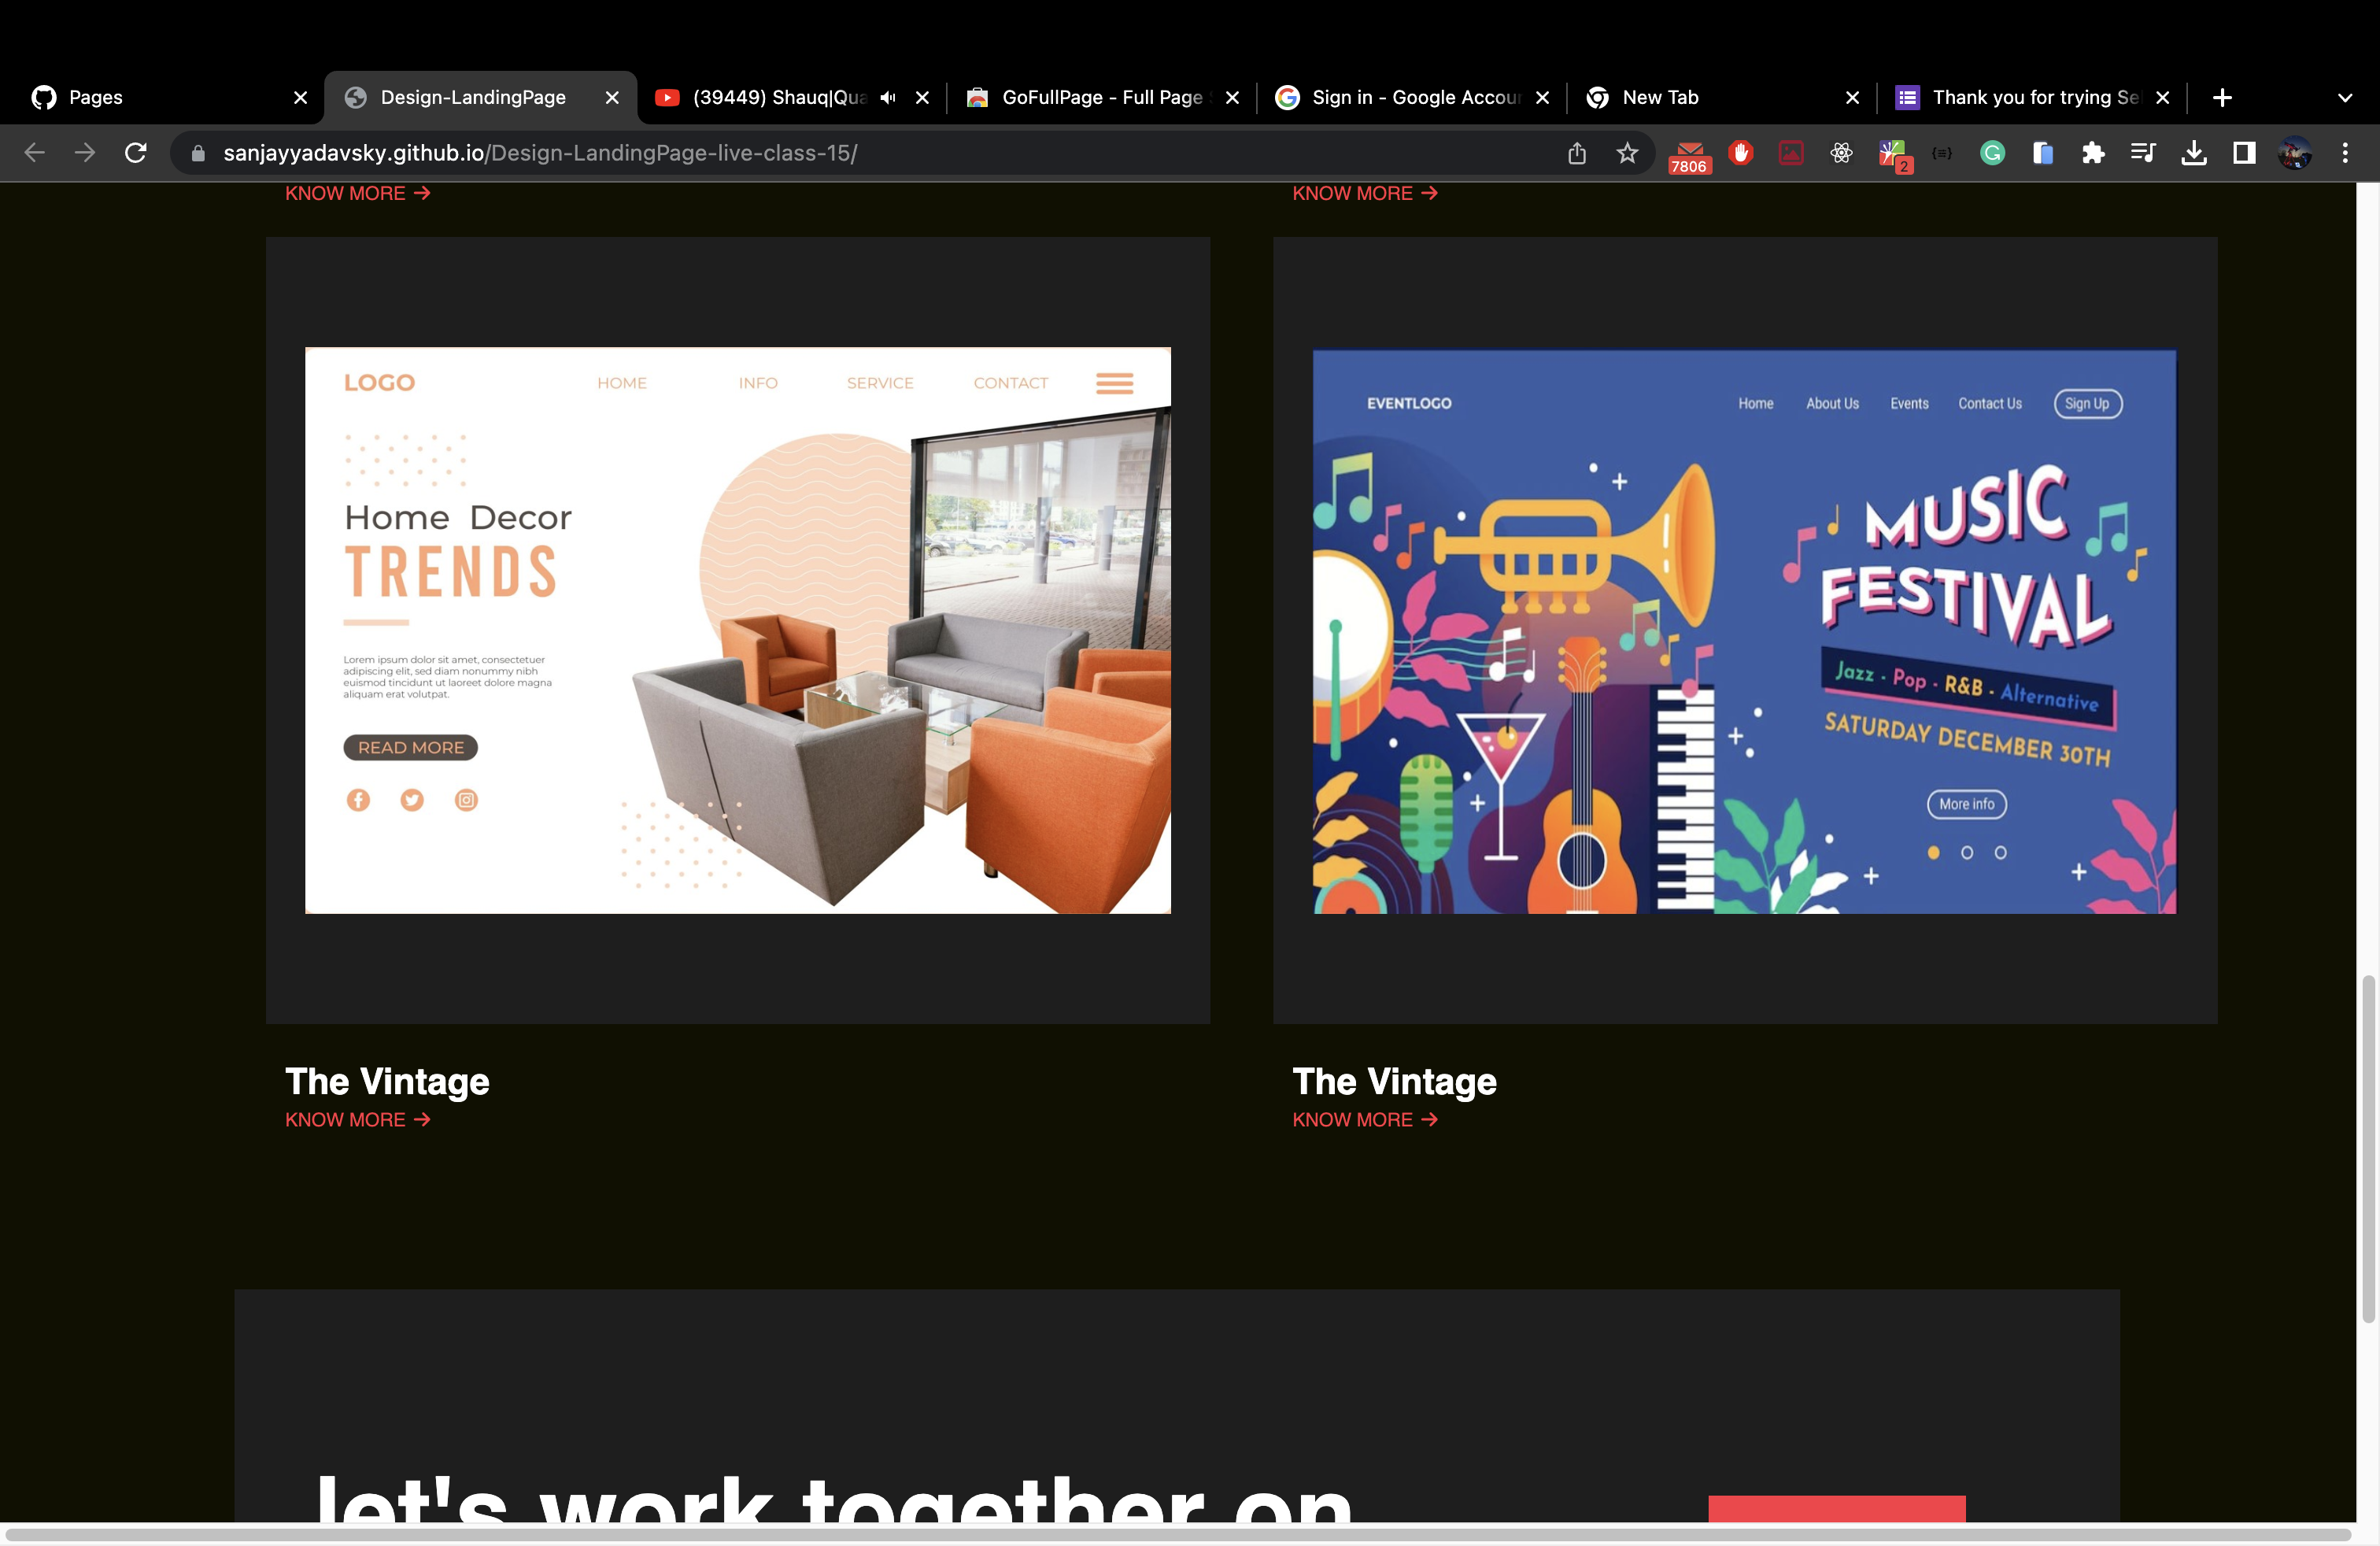 Pages
Design-LandingPage
(39449) Shauq|Qua
GoFullPage - Full Page
Sign in - Google Accour
New Tab
Thank you for trying Se
sanjayyadavsky.github.io/Design-LandingPage-live-class-15/
7806
2
KNOW MORE →
KNOW MORE →
LOGO
HOME
INFO
SERVICE
CONTACT
Home Decor
TRENDS
Lorem ipsum dolor sit amet, consectetuer
adipiscing elit, sed diam nonummy nibh
euismod tincidunt ut laoreet dolore magna
aliquam erat volutpat.
READ MORE
EVENTLOGO
Home
About Us
Events
Contact Us
Sign Up
MUSIC
FESTIVAL
Jazz - Pop - R&B - Alternative
SATURDAY DECEMBER 30TH
More info
The Vintage
KNOW MORE →
The Vintage
KNOW MORE →
let's work together on